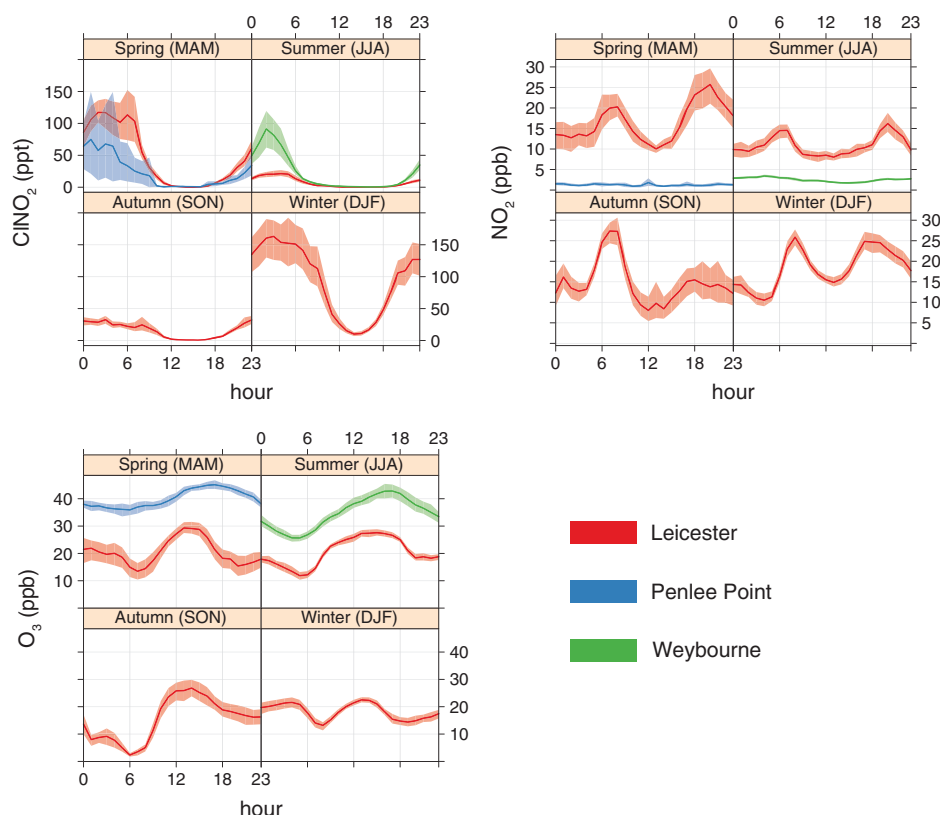 0 6 12 18 23
Spring (MAM) Summer (JJA)
150
100
50
0
ClNO2 (ppt)
Autumn (SON) Winter (DJF)
150
100
50
0
0 6 12 18 23
hour
0 6 12 18 23
Spring (MAM) Summer (JJA)
30
25
20
15
10
5
NO2 (ppb)
Autumn (SON) Winter (DJF)
30
25
20
15
10
5
0 6 12 18 23
hour
0 6 12 18 23
Spring (MAM) Summer (JJA)
40
30
20
10
O3 (ppb)
Autumn (SON) Winter (DJF)
40
30
20
10
0 6 12 18 23
hour
Leicester
Penlee Point
Weybourne